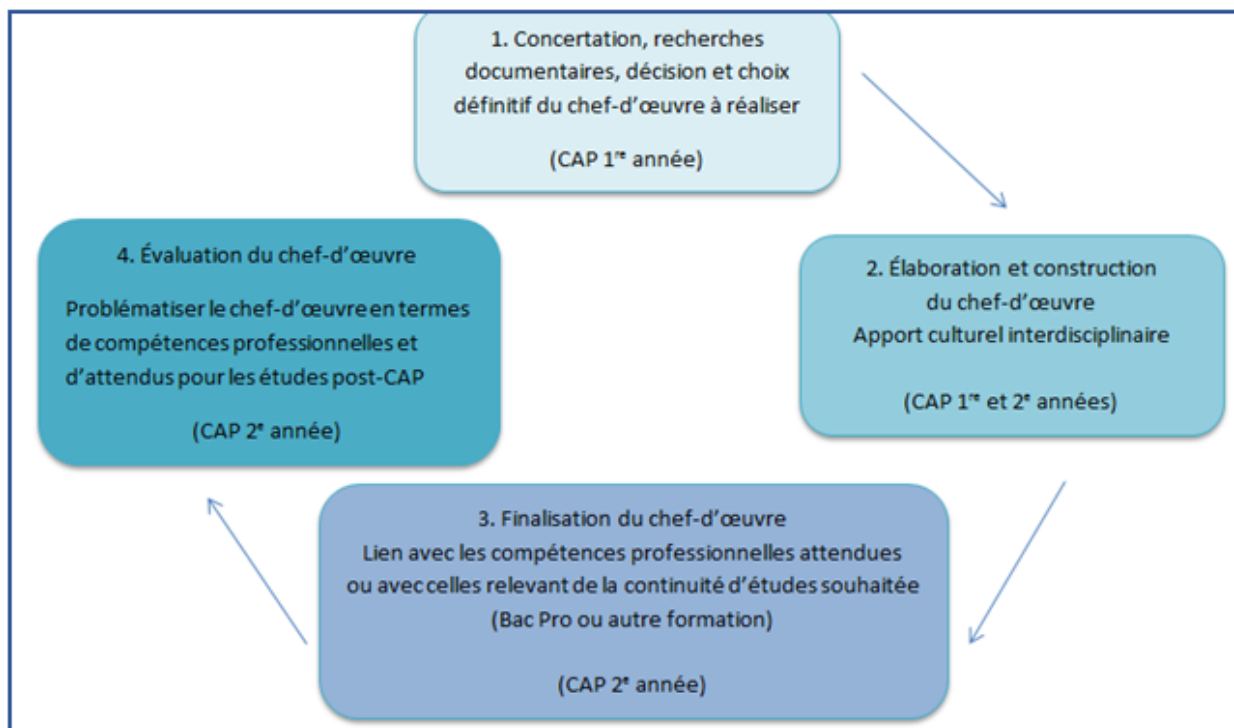 1. Concertation, recherches
documentaires, décision et choix
définitif du chef-d'œuvre à réaliser
(CAP 1re année)
2. Élaboration et construction
du chef-d'œuvre
Apport culturel interdisciplinaire
(CAP 1re et 2e années)
3. Finalisation du chef-d'œuvre
Lien avec les compétences professionnelles attendues
ou avec celles relevant de la continuité d'études souhaitée
(Bac Pro ou autre formation)
(CAP 2e année)
4. Évaluation du chef-d'œuvre
Problématiser le chef-d'œuvre en termes
de compétences professionnelles et
d'attendus pour les études post-CAP
(CAP 2e année)